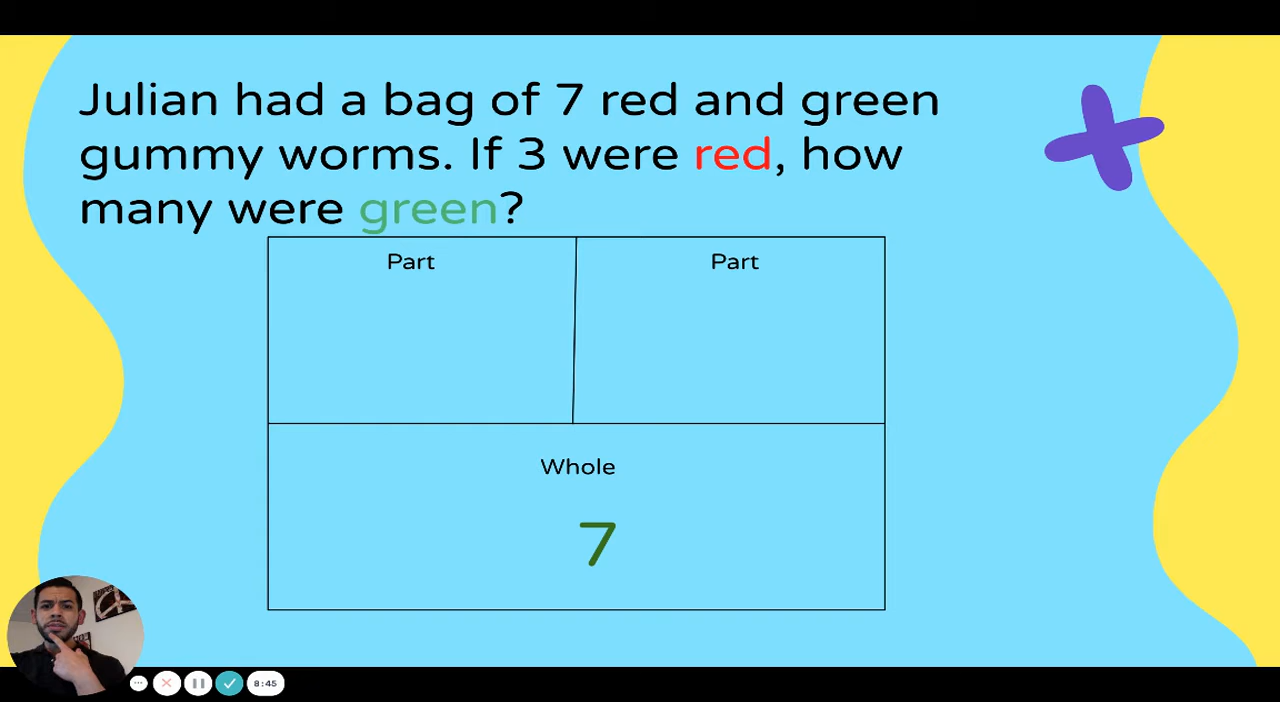 Julian had a bag of 7 red and green
gummy worms. If 3 were red, how
many were green?
Part
Part
Whole
7
8:45